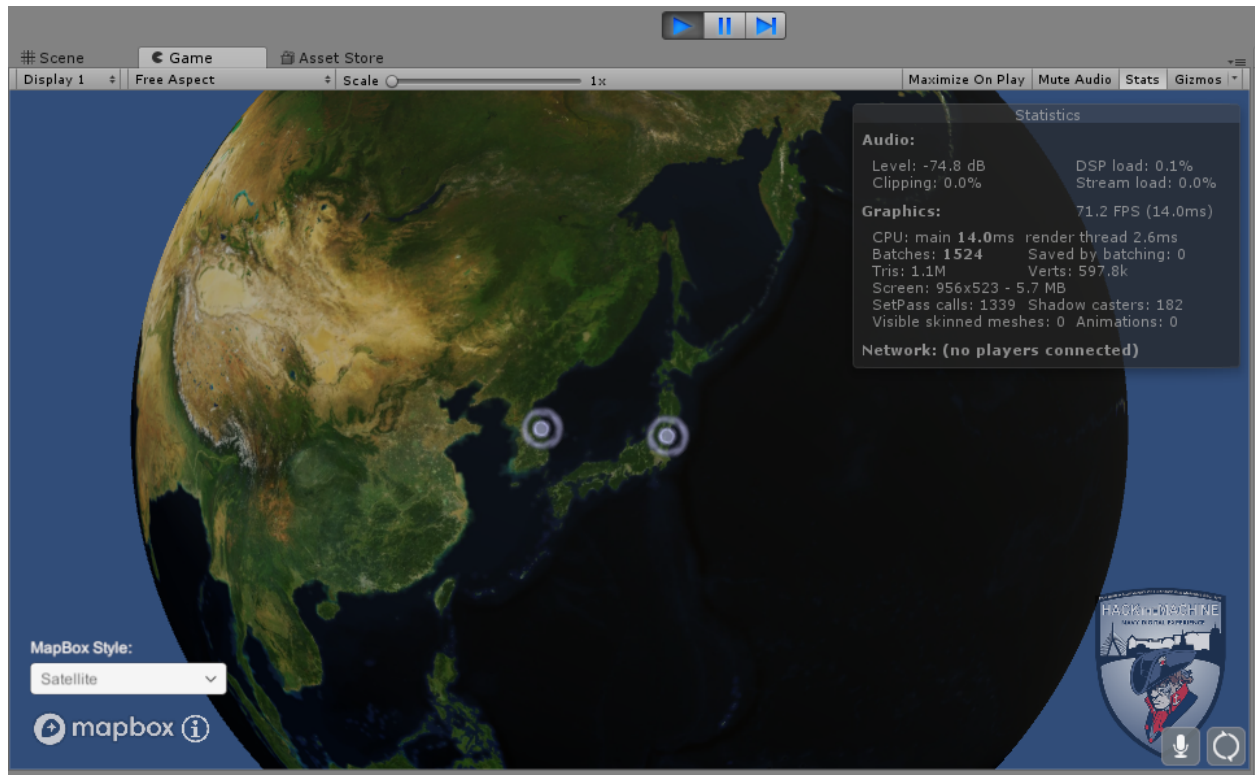 Scene Game Asset Store
Display 1 Free Aspect Scale 1x Maximize On Play Mute Audio Stats Gizmos
Statistics
Audio:
Level: -74.8 dB DSP load: 0.1%
Clipping: 0.0% Stream load: 0.0%
Graphics: 71.2 FPS (14.0ms)
CPU: main 14.0ms render thread 2.6ms
Batches: 1524 Saved by batching: 0
Tris: 1.1M Verts: 597.8k
Screen: 956x523 - 5.7 MB
SetPass calls: 1339 Shadow casters: 182
Visible skinned meshes: 0 Animations: 0
Network: (no players connected)
HACKtheMACHINE
NAVY DIGITAL EXPERIENCE
MapBox Style:
Satellite
mapbox